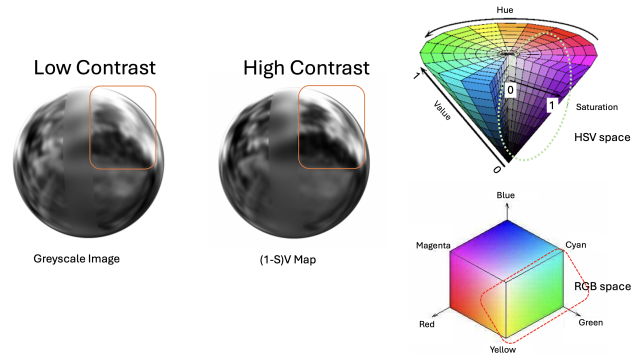 Low Contrast
High Contrast
Greyscale Image
(1-S)V Map
Hue
1
Value
0
0
1
Saturation
HSV space
Blue
Magenta
Cyan
RGB space
Red
Green
Yellow